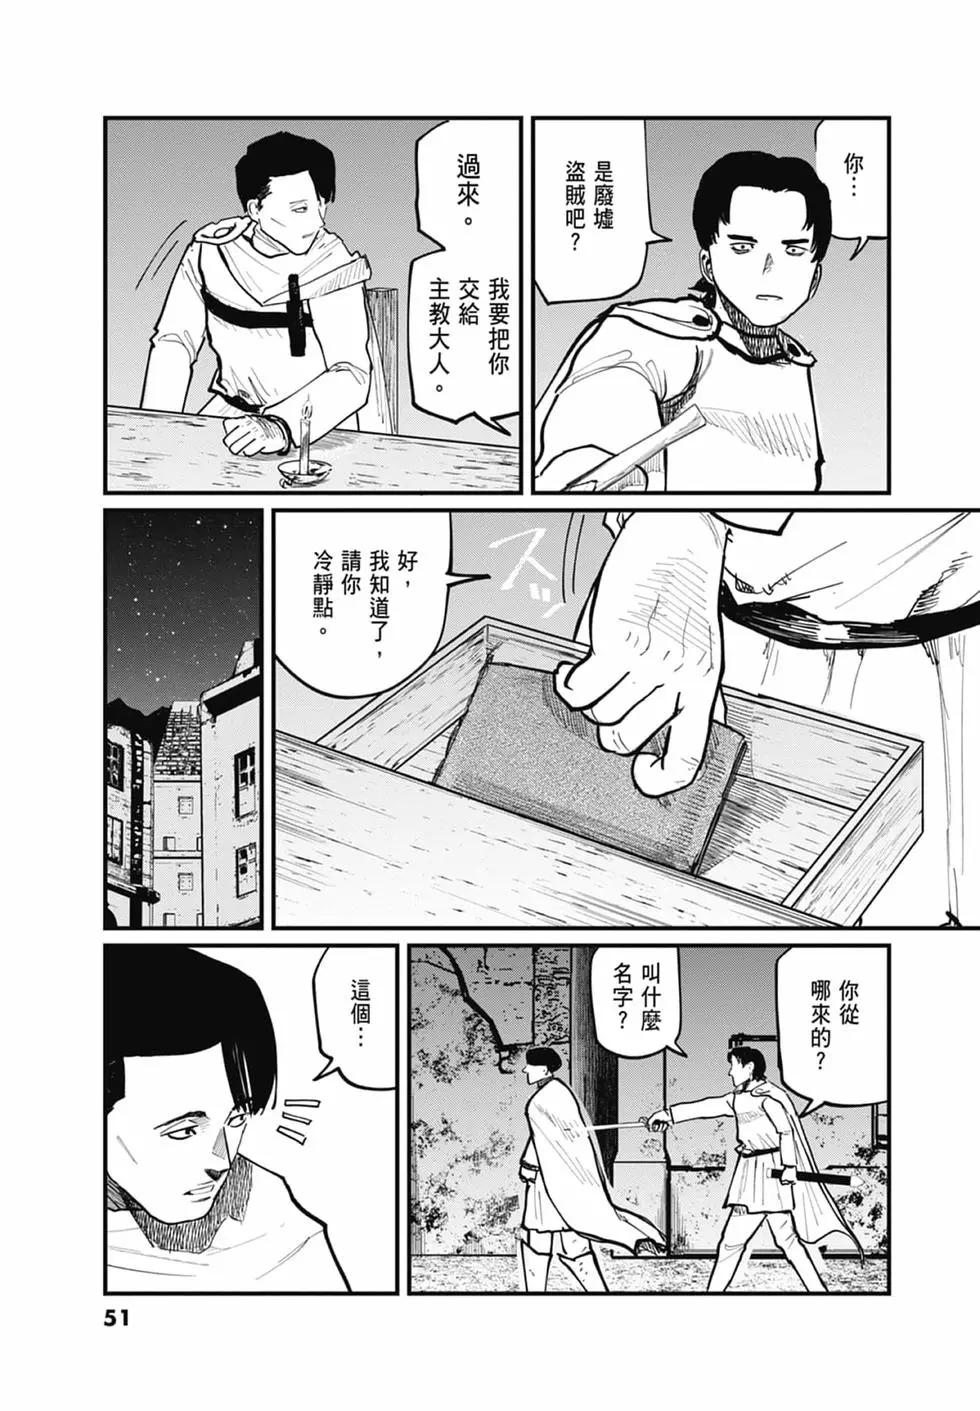 你⋯
是廢墟
盜賊吧？
過來。
我要把你
交給
主教大人。
スッ
好，
我知道了，
請你
冷靜點。
你從
哪來的？
叫什麼
名字？
這個⋯
51